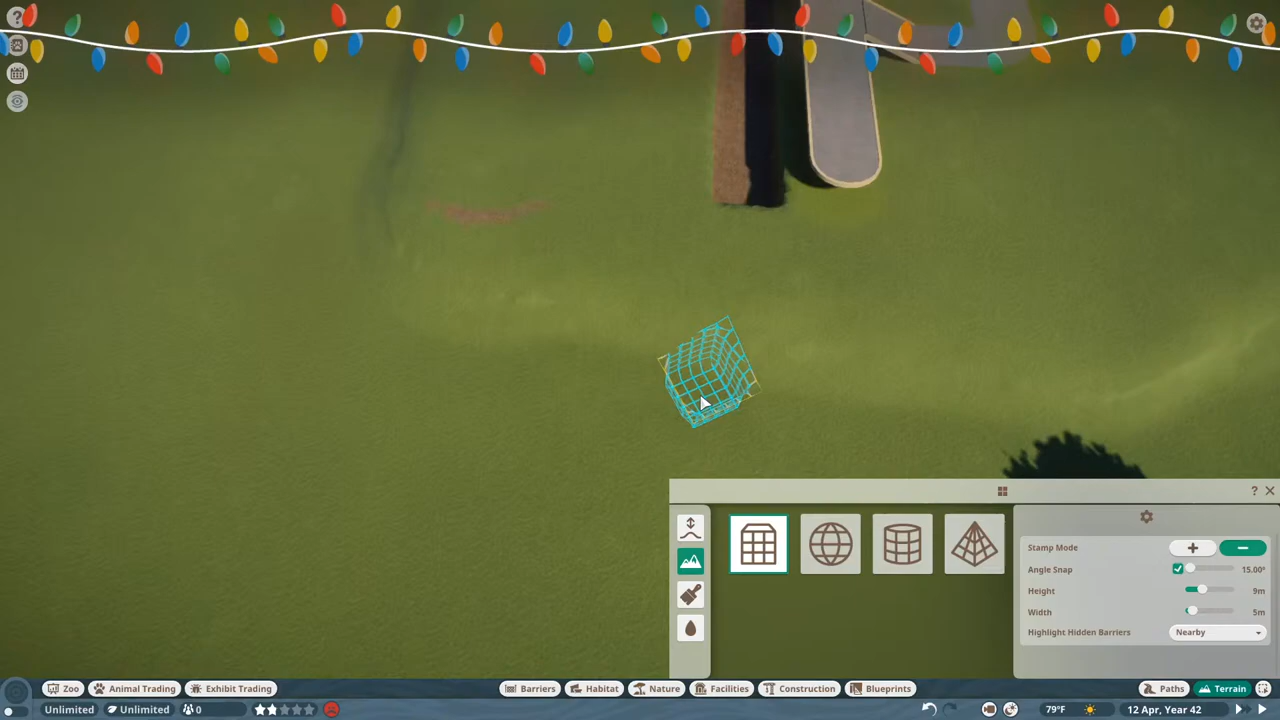 ?
? ×
Stamp Mode + −
Angle Snap 15.00°
Height 9m
Width 5m
Highlight Hidden Barriers Nearby
Zoo Animal Trading Exhibit Trading Barriers Habitat Nature Facilities Construction Blueprints Paths Terrain
Unlimited Unlimited 0 79°F 12 Apr, Year 42